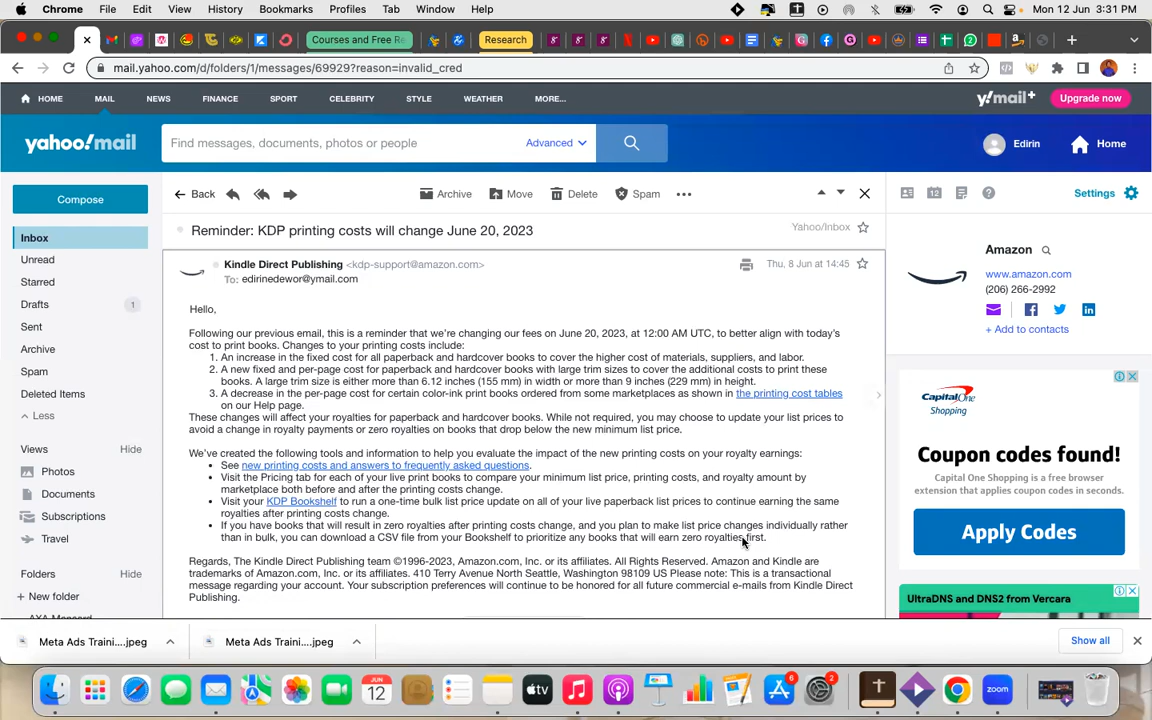 Chrome File Edit View History Bookmarks Profiles Tab Window Help Mon 12 Jun 3:31 PM
Courses and Free Re
Research
mail.yahoo.com/d/folders/1/messages/69929?reason=invalid_cred
HOME MAIL NEWS FINANCE SPORT CELEBRITY STYLE WEATHER MORE... y!mail+ Upgrade now
yahoo!mail Find messages, documents, photos or people Advanced Edirin Home
Compose Back Archive Move Delete Spam ••• 12 Settings
Inbox
Unread
Starred
Drafts 1
Sent
Archive
Spam
Deleted Items
Less
Views Hide
Photos
Documents
Subscriptions
Travel
Folders Hide
+ New folder
Reminder: KDP printing costs will change June 20, 2023 Yahoo/Inbox
Kindle Direct Publishing <kdp-support@amazon.com> Thu, 8 Jun at 14:45
To: edirinedewor@ymail.com
Hello,
Following our previous email, this is a reminder that we're changing our fees on June 20, 2023, at 12:00 AM UTC, to better align with today's
cost to print books. Changes to your printing costs include:
1. An increase in the fixed cost for all paperback and hardcover books to cover the higher cost of materials, suppliers, and labor.
2. A new fixed and per-page cost for paperback and hardcover books with large trim sizes to cover the additional costs to print these
books. A large trim size is either more than 6.12 inches (155 mm) in width or more than 9 inches (229 mm) in height.
3. A decrease in the per-page cost for certain color-ink print books ordered from some marketplaces as shown in the printing cost tables
on our Help page.
These changes will affect your royalties for paperback and hardcover books. While not required, you may choose to update your list prices to
avoid a change in royalty payments or zero royalties on books that drop below the new minimum list price.
We've created the following tools and information to help you evaluate the impact of the new printing costs on your royalty earnings:
• See new printing costs and answers to frequently asked questions.
• Visit the Pricing tab for each of your live print books to compare your minimum list price, printing costs, and royalty amount by
marketplace both before and after the printing costs change.
• Visit your KDP Bookshelf to run a one-time bulk list price update on all of your live paperback list prices to continue earning the same
royalties after printing costs change.
• If you have books that will result in zero royalties after printing costs change, and you plan to make list price changes individually rather
than in bulk, you can download a CSV file from your Bookshelf to prioritize any books that will earn zero royalties first.
Regards, The Kindle Direct Publishing team ©1996-2023, Amazon.com, Inc. or its affiliates. All Rights Reserved. Amazon and Kindle are
trademarks of Amazon.com, Inc. or its affiliates. 410 Terry Avenue North Seattle, Washington 98109 US Please note: This is a transactional
message regarding your account. Your subscription preferences will continue to be honored for all future commercial e-mails from Kindle Direct
Publishing.
Amazon
www.amazon.com
(206) 266-2992
+ Add to contacts
Capital One
Shopping
Coupon codes found!
Capital One Shopping is a free browser
extension that applies coupon codes in seconds.
Apply Codes
UltraDNS and DNS2 from Vercara
Meta Ads Traini....jpeg Meta Ads Traini....jpeg Show all
JUN
12
tv
6
2
zoom